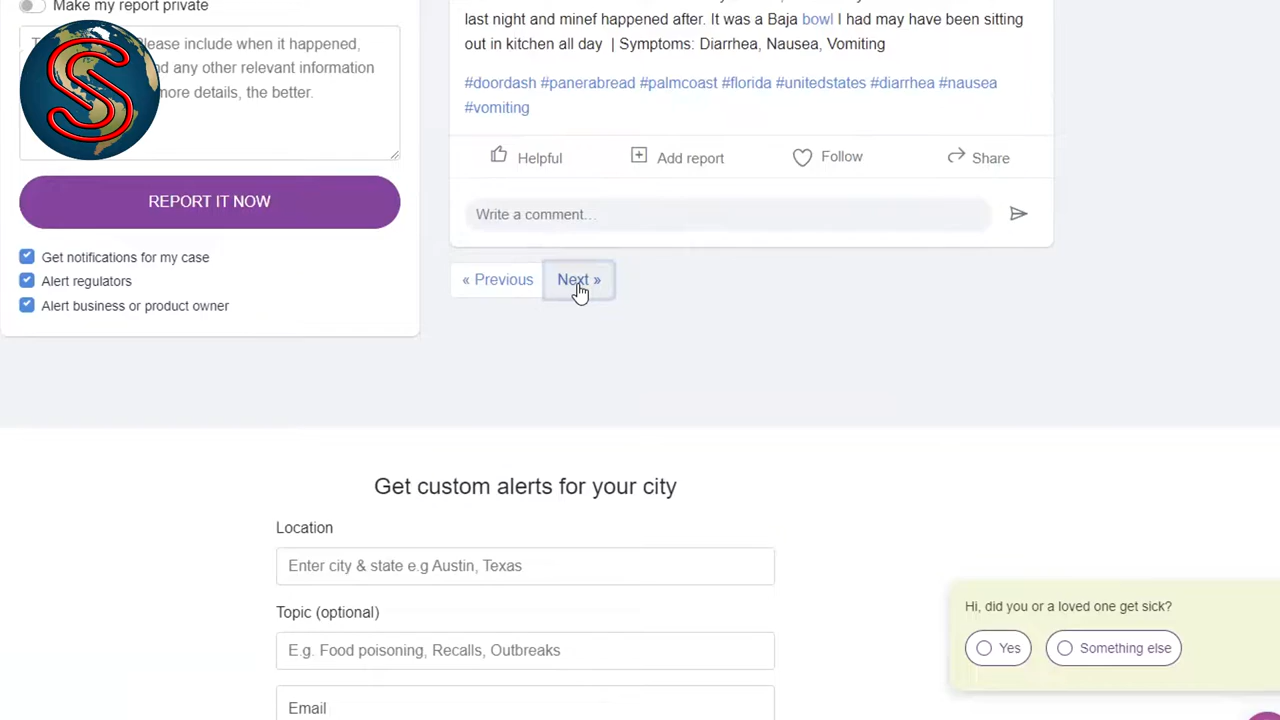 Make my report private
lease include when it happened,
nd any other relevant information
more details, the better.
S
REPORT IT NOW
Get notifications for my case
Alert regulators
Alert business or product owner
last night and minef happened after. It was a Baja bowl I had may have been sitting
out in kitchen all day | Symptoms: Diarrhea, Nausea, Vomiting
#doordash #panerabread #palmcoast #florida #unitedstates #diarrhea #nausea
#vomiting
Helpful Add report Follow Share
Write a comment...
« Previous Next »
Get custom alerts for your city
Location
Enter city & state e.g Austin, Texas
Topic (optional)
E.g. Food poisoning, Recalls, Outbreaks
Email
Hi, did you or a loved one get sick?
Yes Something else